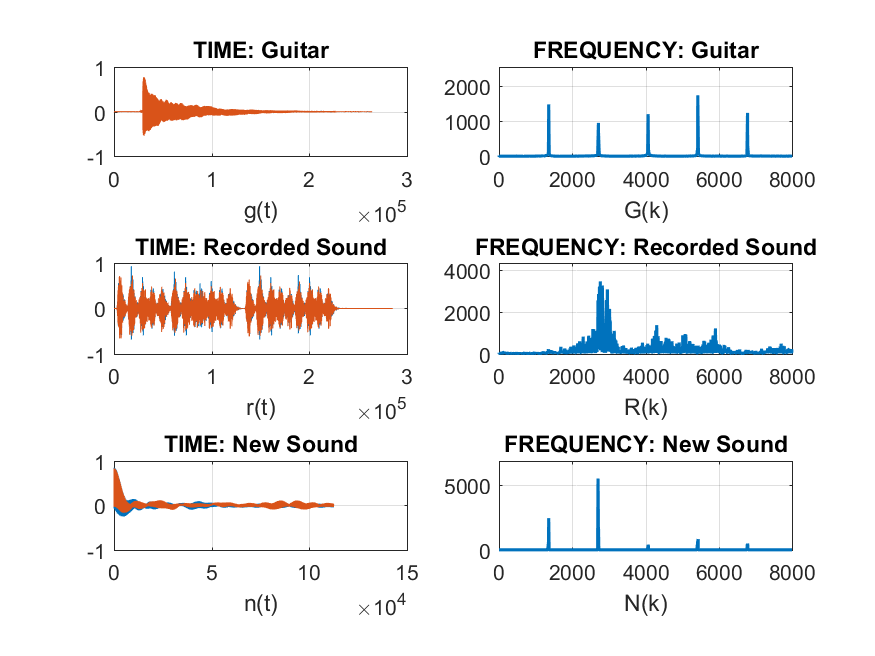 TIME: Guitar
1
0
-1
0 1 2 3
g(t)
×10^5
FREQUENCY: Guitar
2000
1000
0
0 2000 4000 6000 8000
G(k)
TIME: Recorded Sound
1
0
-1
0 1 2 3
r(t)
×10^5
FREQUENCY: Recorded Sound
4000
2000
0
0 2000 4000 6000 8000
R(k)
TIME: New Sound
1
0
-1
0 5 10 15
n(t)
×10^4
FREQUENCY: New Sound
5000
0
0 2000 4000 6000 8000
N(k)